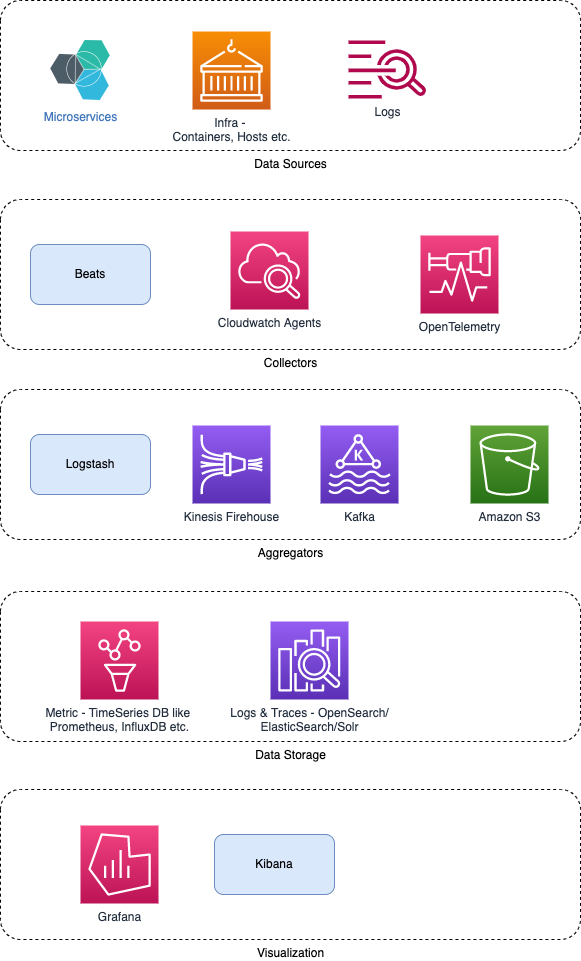 Microservices
Infra -
Containers, Hosts etc.
Logs
Data Sources
Beats
Cloudwatch Agents
OpenTelemetry
Collectors
Logstash
K
Kinesis Firehouse
Kafka
Amazon S3
Aggregators
Metric - TimeSeries DB like
Prometheus, InfluxDB etc.
Logs & Traces - OpenSearch/
ElasticSearch/Solr
Data Storage
Kibana
Grafana
Visualization